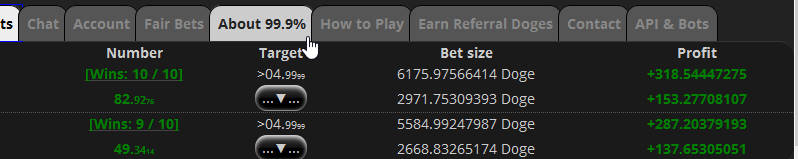 ts Chat Account Fair Bets About 99.9% How to Play Earn Referral Doges Contact API & Bots
Number Target Bet size Profit
[Wins: 10 / 10] >04.9999 6175.97566414 Doge +318.54447275
82.9276 ...▼... 2971.75309393 Doge +153.27708107
[Wins: 9 / 10] >04.9999 5584.99247987 Doge +287.20379193
49.3414 ...▼... 2668.83265174 Doge +137.65305051